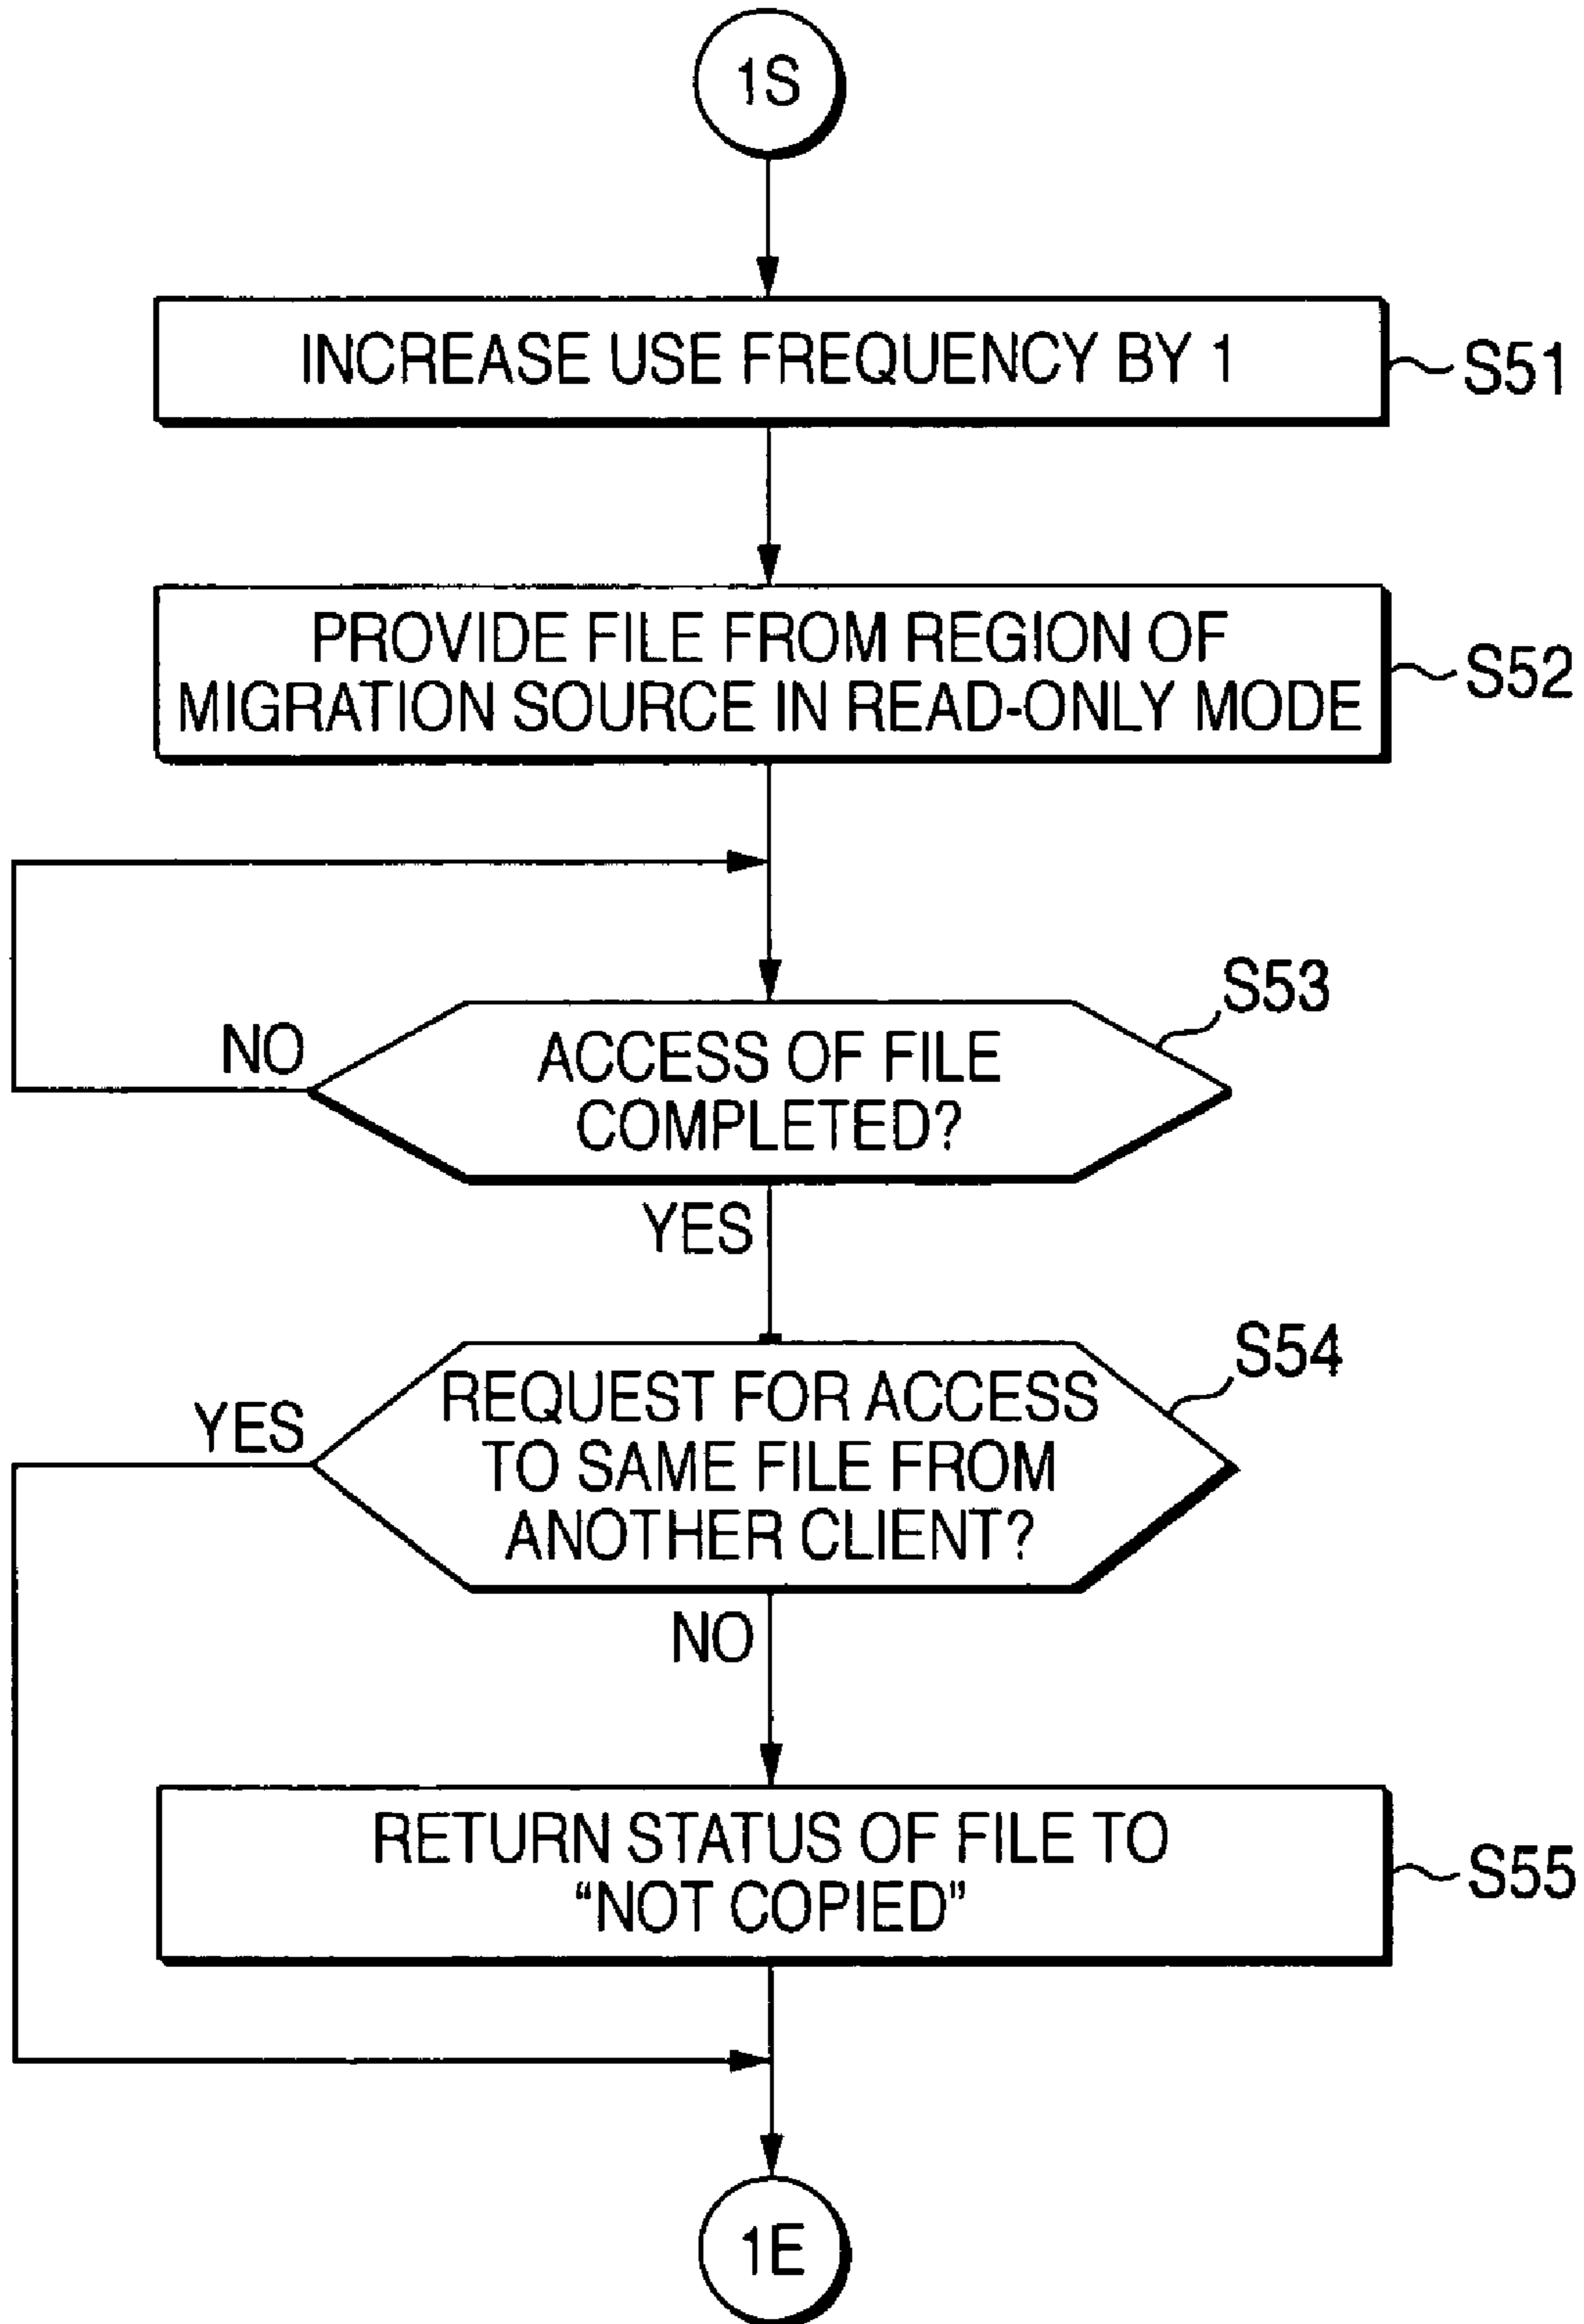 1S
INCREASE USE FREQUENCY BY 1
S51
PROVIDE FILE FROM REGION OF
MIGRATION SOURCE IN READ-ONLY MODE
S52
S53
NO
ACCESS OF FILE
COMPLETED?
YES
S54
YES
REQUEST FOR ACCESS
TO SAME FILE FROM
ANOTHER CLIENT?
NO
RETURN STATUS OF FILE TO
“NOT COPIED”
S55
1E